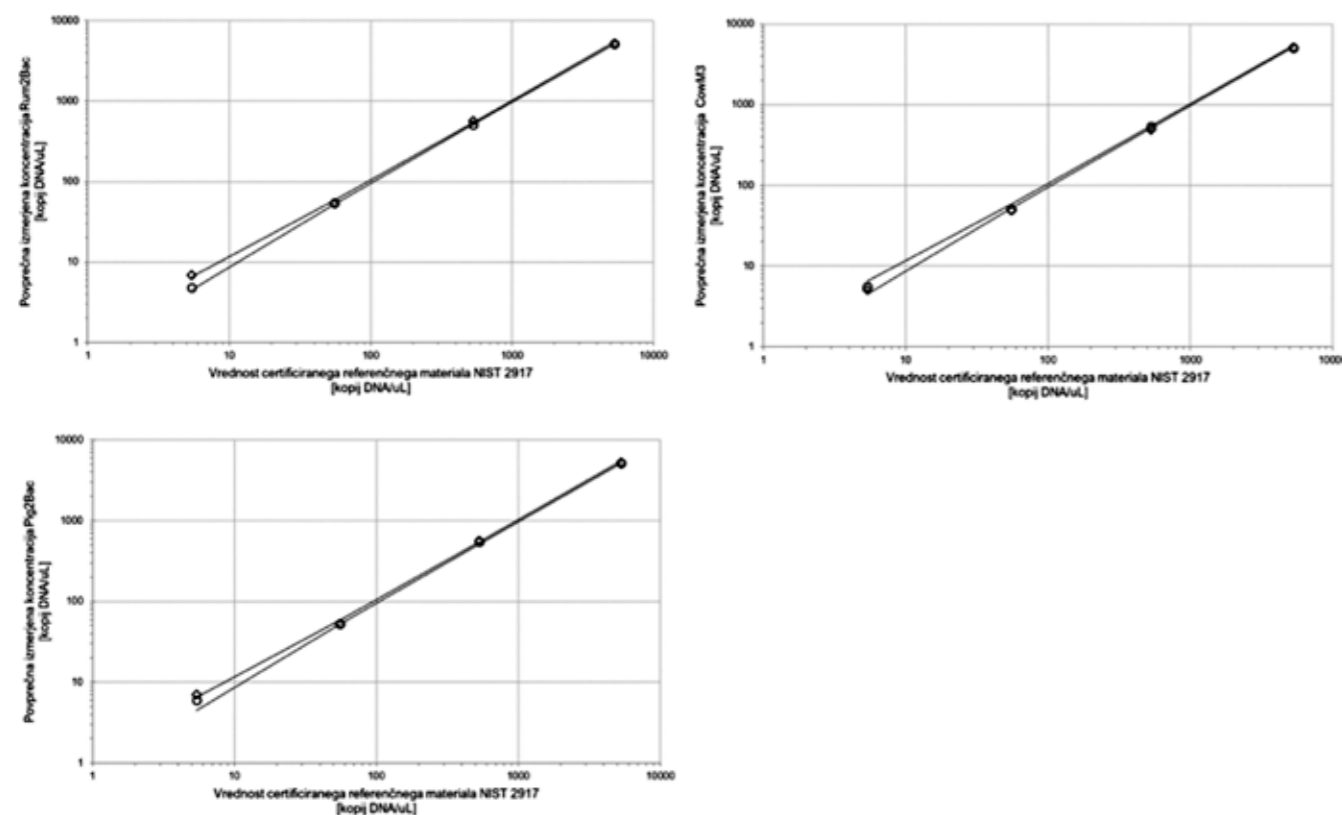 10000
1000
100
10
1
Povprečna izmerjena koncentracija Rum2Bac
[kopij DNA/uL]
1 10 100 1000 10000
Vrednost certificiranega referenčnega materiala NIST 2917
[kopij DNA/uL]
10000
1000
100
10
1
Povprečna izmerjena koncentracija CowM3
[kopij DNA/uL]
1 10 100 1000 10000
Vrednost certificiranega referenčnega materiala NIST 2917
[kopij DNA/uL]
10000
1000
100
10
1
Povprečna izmerjena koncentracija Pig2Bac
[kopij DNA/uL]
1 10 100 1000 10000
Vrednost certificiranega referenčnega materiala NIST 2917
[kopij DNA/uL]